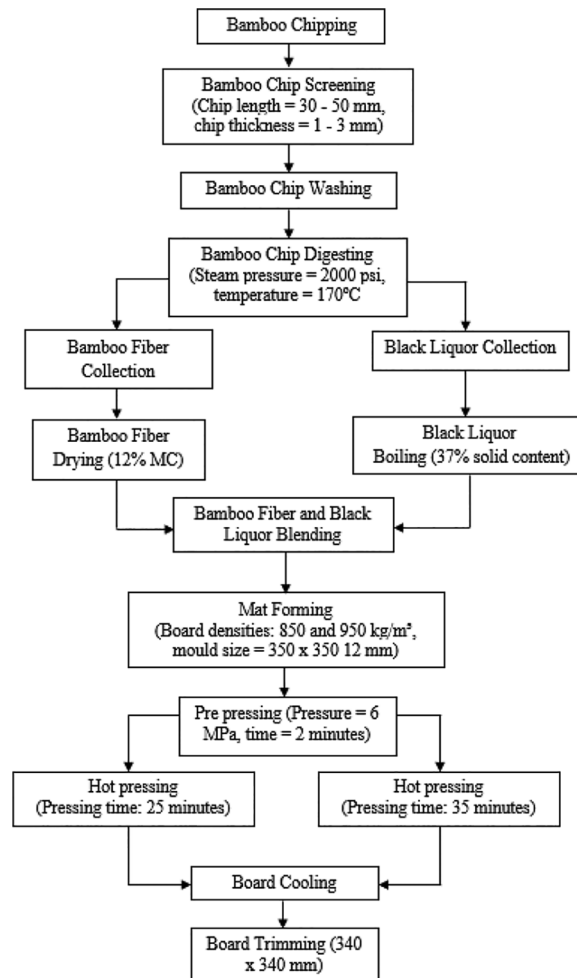 Bamboo Chipping
Bamboo Chip Screening
(Chip length = 30 - 50 mm,
chip thickness = 1 - 3 mm)
Bamboo Chip Washing
Bamboo Chip Digesting
(Steam pressure = 2000 psi,
temperature = 170°C
Bamboo Fiber
Collection
Black Liquor Collection
Bamboo Fiber
Drying (12% MC)
Black Liquor
Boiling (37% solid content)
Bamboo Fiber and Black
Liquor Blending
Mat Forming
(Board densities: 850 and 950 kg/m³,
mould size = 350 x 350 12 mm)
Pre pressing (Pressure = 6
MPa, time = 2 minutes)
Hot pressing
(Pressing time: 25 minutes)
Hot pressing
(Pressing time: 35 minutes)
Board Cooling
Board Trimming (340
x 340 mm)